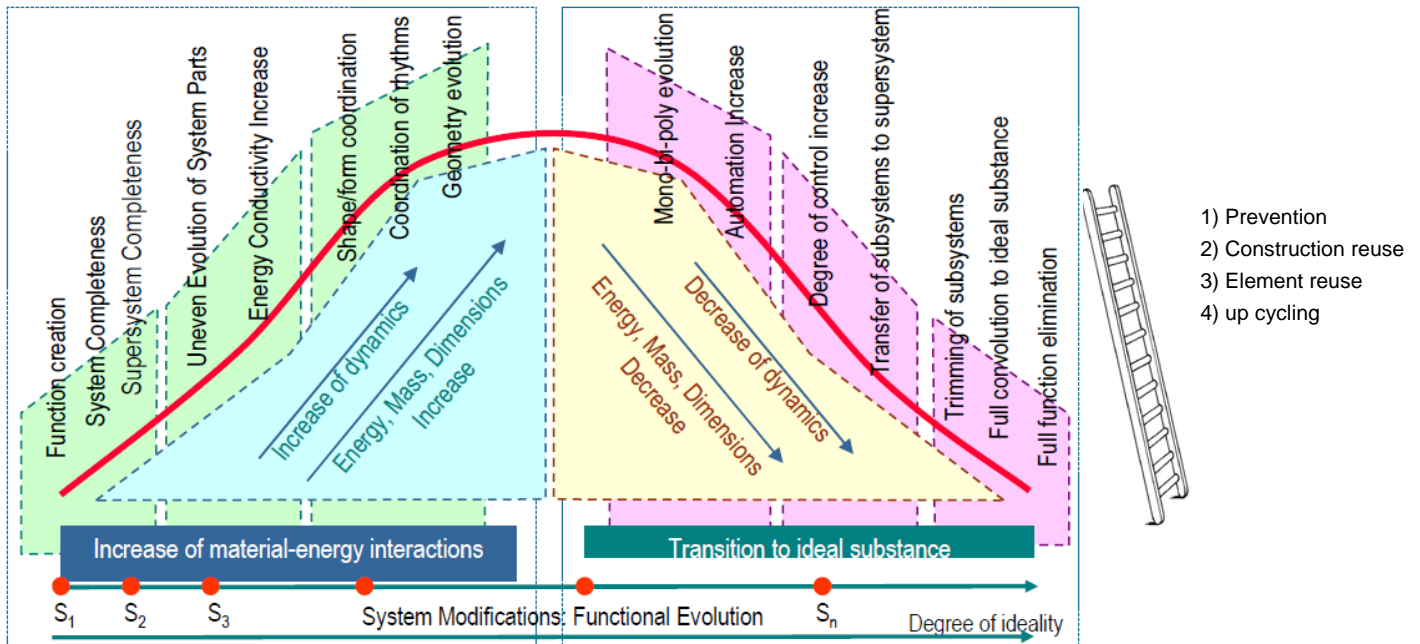 Function creation
System Completeness
Supersystem Completeness
Uneven Evolution of System Parts
Energy Conductivity Increase
Shape/form coordination
Coordination of rhythms
Geometry evolution
Mono-bi-poly evolution
Automation Increase
Degree of control increase
Transfer of subsystems to supersystem
Trimming of subsystems
Full convolution to ideal substance
Full function elimination
Increase of dynamics
Energy, Mass, Dimensions
Increase
Energy, Mass, Dimensions
Decrease
Decrease of dynamics
Increase of material-energy interactions
Transition to ideal substance
S1
S2
S3
System Modifications: Functional Evolution
Sn
Degree of ideality
1) Prevention
2) Construction reuse
3) Element reuse
4) up cycling